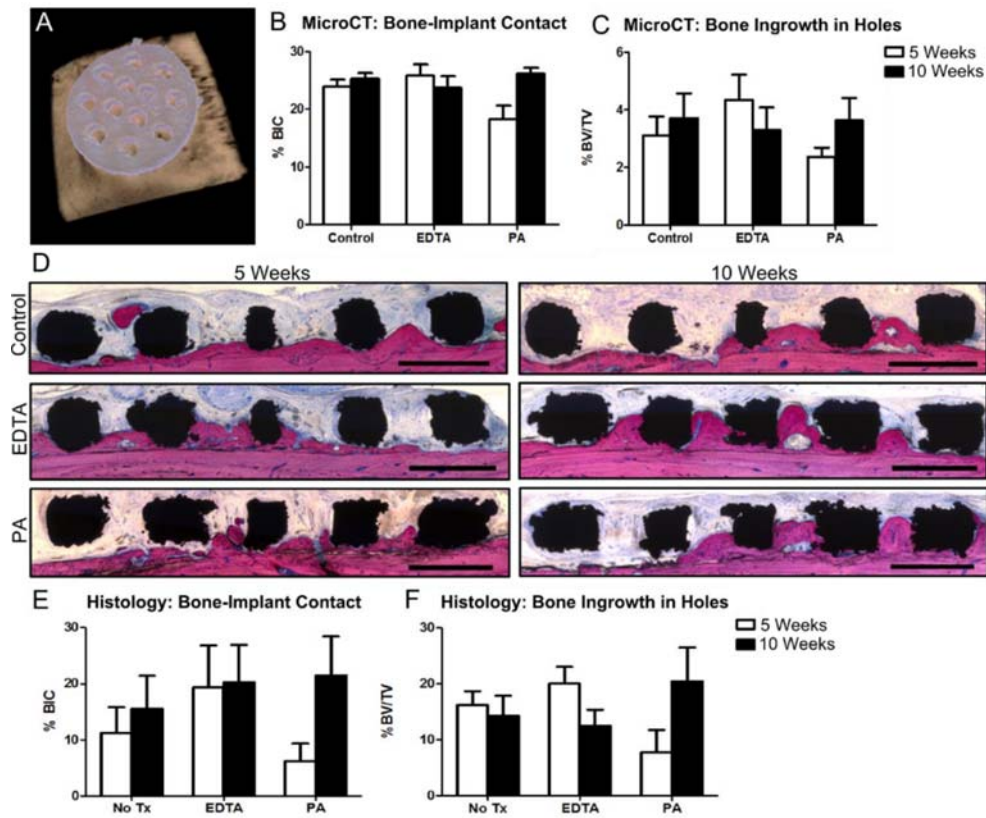 A
B MicroCT: Bone-Implant Contact
% BIC
30
20
10
0
Control EDTA PA
C MicroCT: Bone Ingrowth in Holes
%BV/TV
6
4
2
0
Control EDTA PA
5 Weeks
10 Weeks
D
5 Weeks 10 Weeks
Control
EDTA
PA
E Histology: Bone-Implant Contact
% BIC
30
20
10
0
No Tx EDTA PA
F Histology: Bone Ingrowth in Holes
%BV/TV
30
20
10
0
No Tx EDTA PA
5 Weeks
10 Weeks